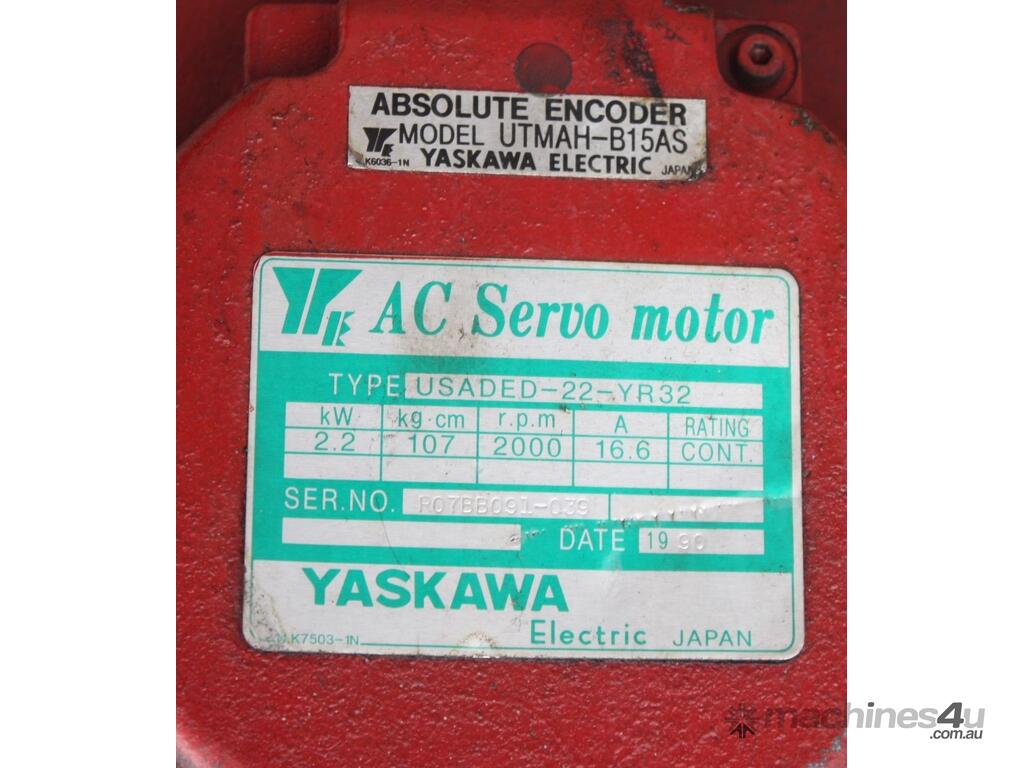 ABSOLUTE ENCODER
MODEL UTMAH-B15AS
K6036-1N YASKAWA ELECTRIC JAPAN
AC Servo motor
TYPE USADED-22-YR32
kW kg·cm r.p.m A RATING
2.2 107 2000 16.6 CONT.
SER.NO. R07BB091-039
DATE 1990
YASKAWA
Electric JAPAN
K7503-1N
machines4u
.com.au